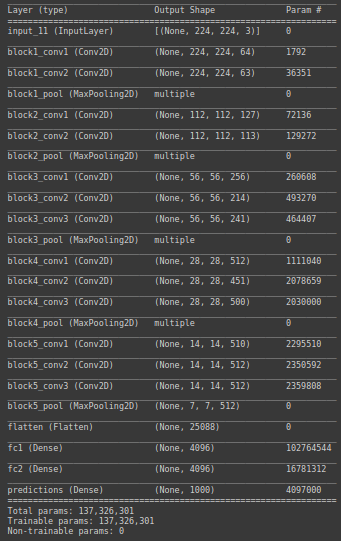 Layer (type) Output Shape Param #
input_11 (InputLayer) [(None, 224, 224, 3)] 0
block1_conv1 (Conv2D) (None, 224, 224, 64) 1792
block1_conv2 (Conv2D) (None, 224, 224, 63) 36351
block1_pool (MaxPooling2D) multiple 0
block2_conv1 (Conv2D) (None, 112, 112, 127) 72136
block2_conv2 (Conv2D) (None, 112, 112, 113) 129272
block2_pool (MaxPooling2D) multiple 0
block3_conv1 (Conv2D) (None, 56, 56, 256) 260608
block3_conv2 (Conv2D) (None, 56, 56, 214) 493270
block3_conv3 (Conv2D) (None, 56, 56, 241) 464407
block3_pool (MaxPooling2D) multiple 0
block4_conv1 (Conv2D) (None, 28, 28, 512) 1111040
block4_conv2 (Conv2D) (None, 28, 28, 451) 2078659
block4_conv3 (Conv2D) (None, 28, 28, 500) 2030000
block4_pool (MaxPooling2D) multiple 0
block5_conv1 (Conv2D) (None, 14, 14, 510) 2295510
block5_conv2 (Conv2D) (None, 14, 14, 512) 2350592
block5_conv3 (Conv2D) (None, 14, 14, 512) 2359808
block5_pool (MaxPooling2D) (None, 7, 7, 512) 0
flatten (Flatten) (None, 25088) 0
fc1 (Dense) (None, 4096) 102764544
fc2 (Dense) (None, 4096) 16781312
predictions (Dense) (None, 1000) 4097000
Total params: 137,326,301
Trainable params: 137,326,301
Non-trainable params: 0